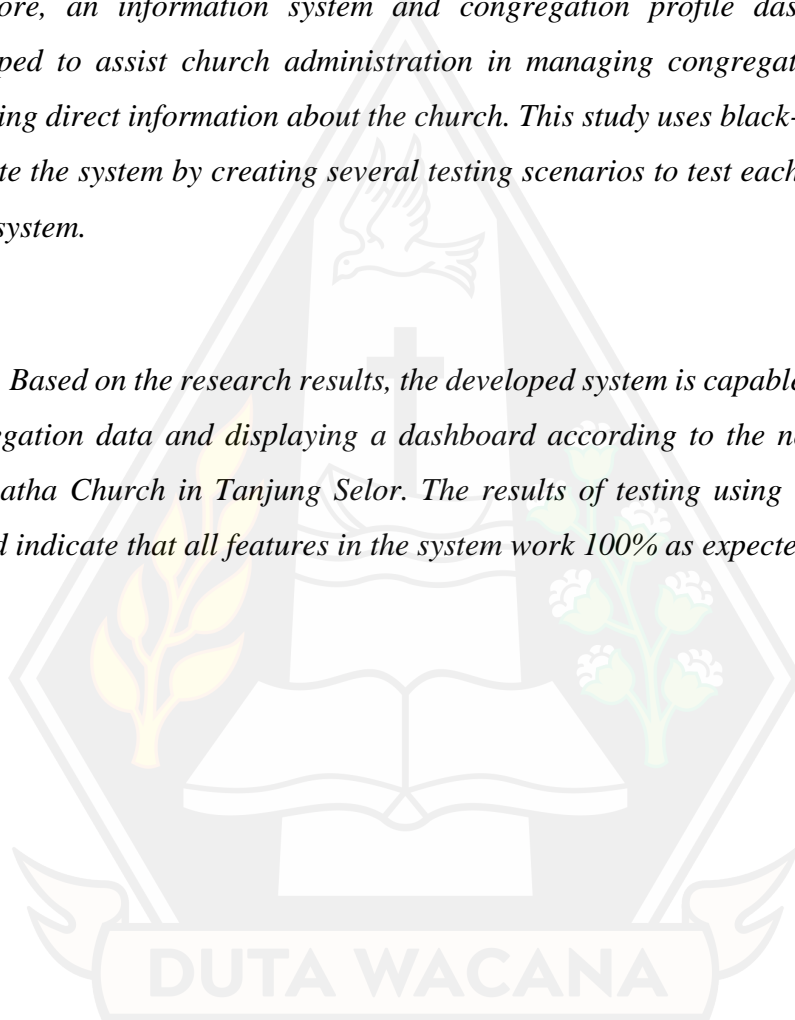 ore, an information system and congregation profile das
ped to assist church administration in managing congregat
ing direct information about the church. This study uses black-
te the system by creating several testing scenarios to test each
system.
Based on the research results, the developed system is capable
egation data and displaying a dashboard according to the n
atha Church in Tanjung Selor. The results of testing using
d indicate that all features in the system work 100% as expecte
DUTA WACANA